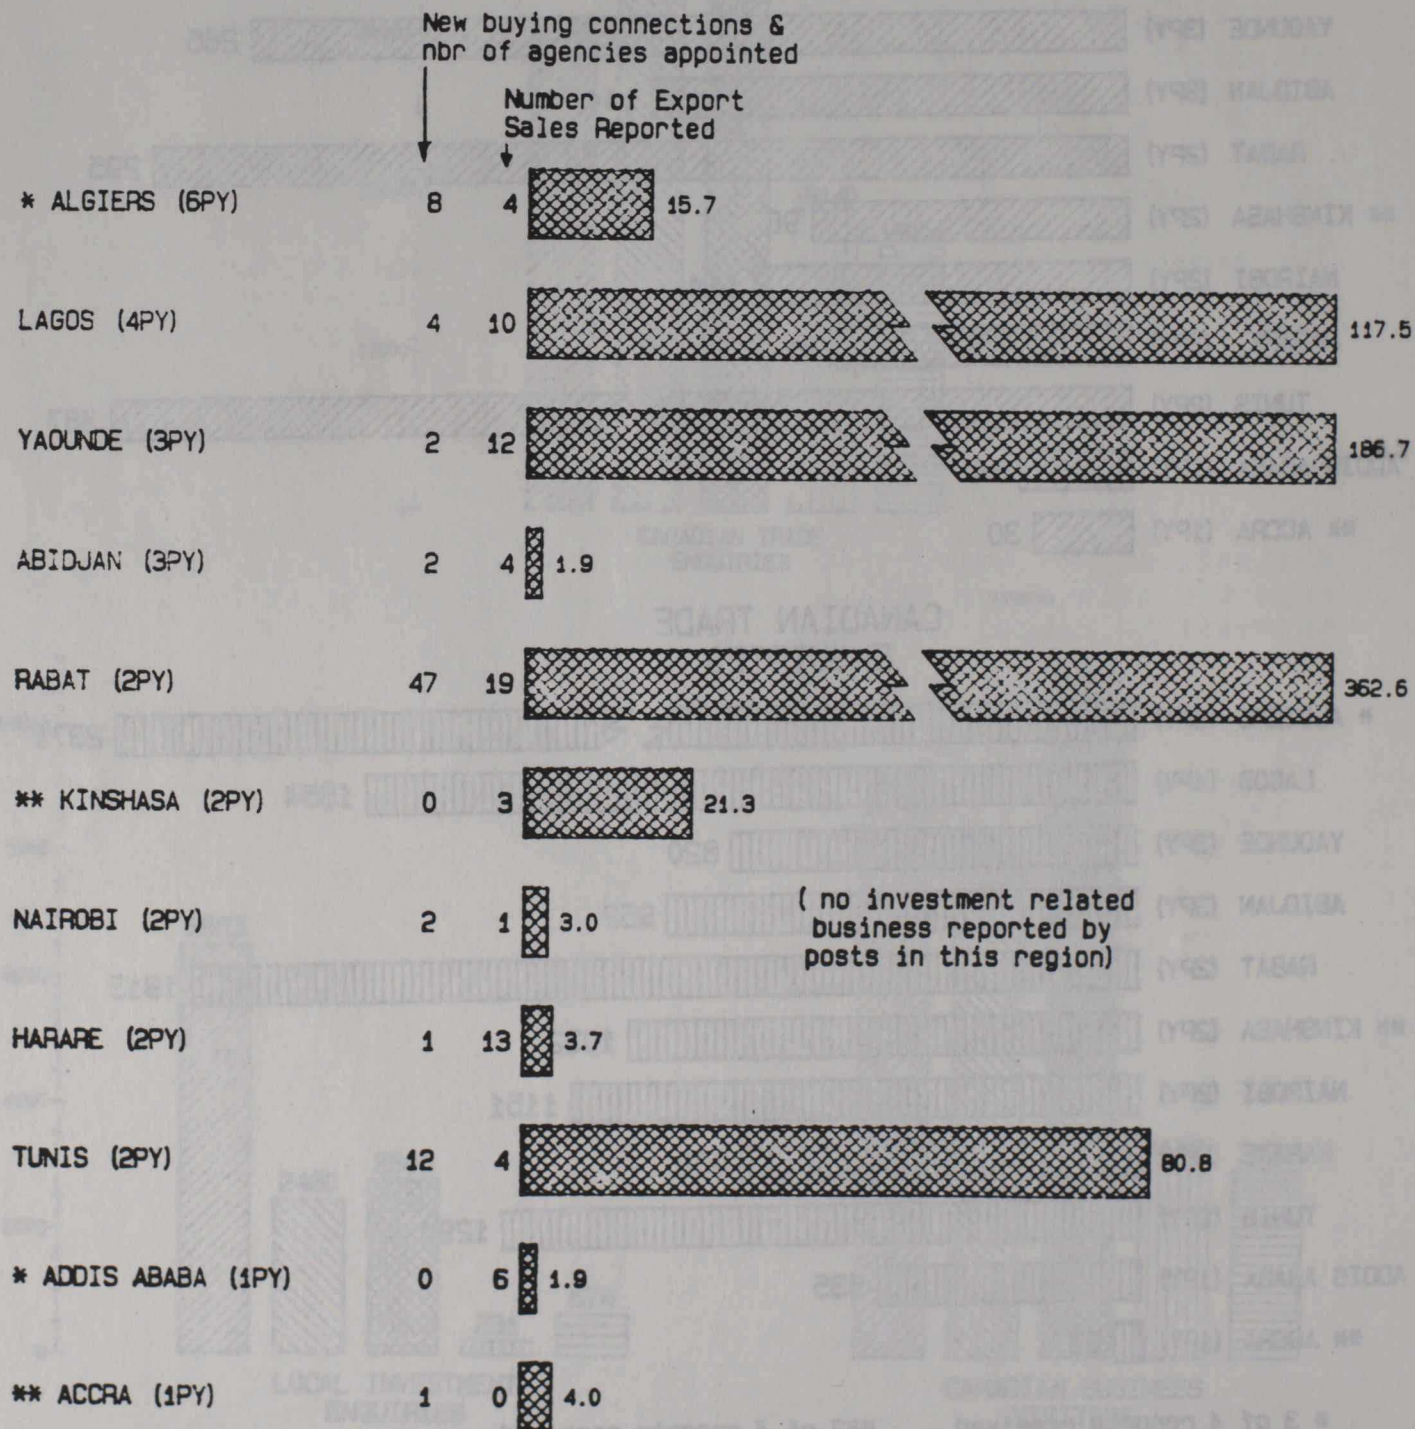 New buying connections &
nbr of agencies appointed
Number of Export
Sales Reported
* ALGIERS (6PY) 8 4 15.7
LAGOS (4PY) 4 10 117.5
YAOUNDE (3PY) 2 12 186.7
ABIDJAN (3PY) 2 4 1.9
RABAT (2PY) 47 19 362.6
** KINSHASA (2PY) 0 3 21.3
NAIROBI (2PY) 2 1 3.0
( no investment related
business reported by
posts in this region)
HARARE (2PY) 1 13 3.7
TUNIS (2PY) 12 4 80.8
* ADDIS ABABA (1PY) 0 6 1.9
** ACCRA (1PY) 1 0 4.0